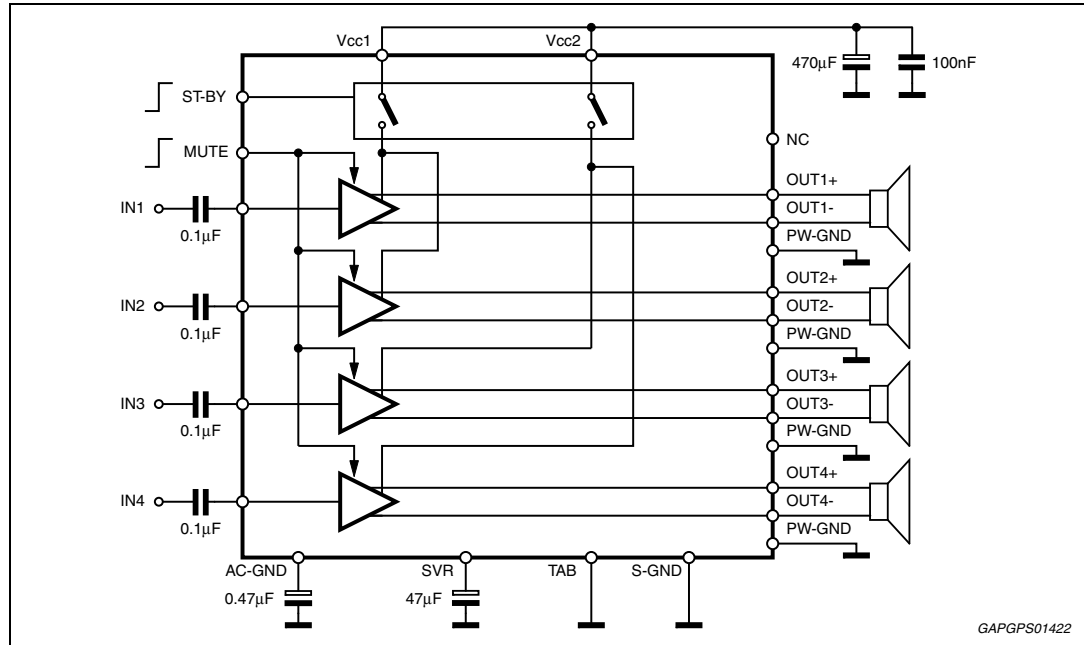 Vcc1
Vcc2
470µF
100nF
ST-BY
NC
MUTE
OUT1+
IN1
OUT1-
0.1µF
PW-GND
OUT2+
IN2
OUT2-
0.1µF
PW-GND
OUT3+
IN3
OUT3-
0.1µF
PW-GND
OUT4+
IN4
OUT4-
0.1µF
PW-GND
AC-GND
SVR
TAB
S-GND
0.47µF
47µF
GAPGPS01422